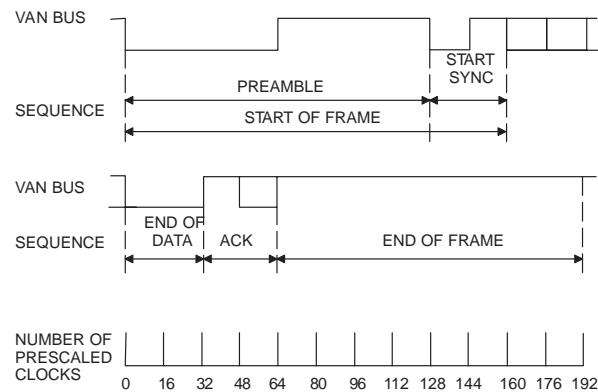 VAN BUS
START
SYNC
PREAMBLE
SEQUENCE
START OF FRAME
VAN BUS
END OF
DATA
ACK
END OF FRAME
SEQUENCE
NUMBER OF
PRESCALED
CLOCKS
0 16 32 48 64 80 96 112 128 144 160 176 192